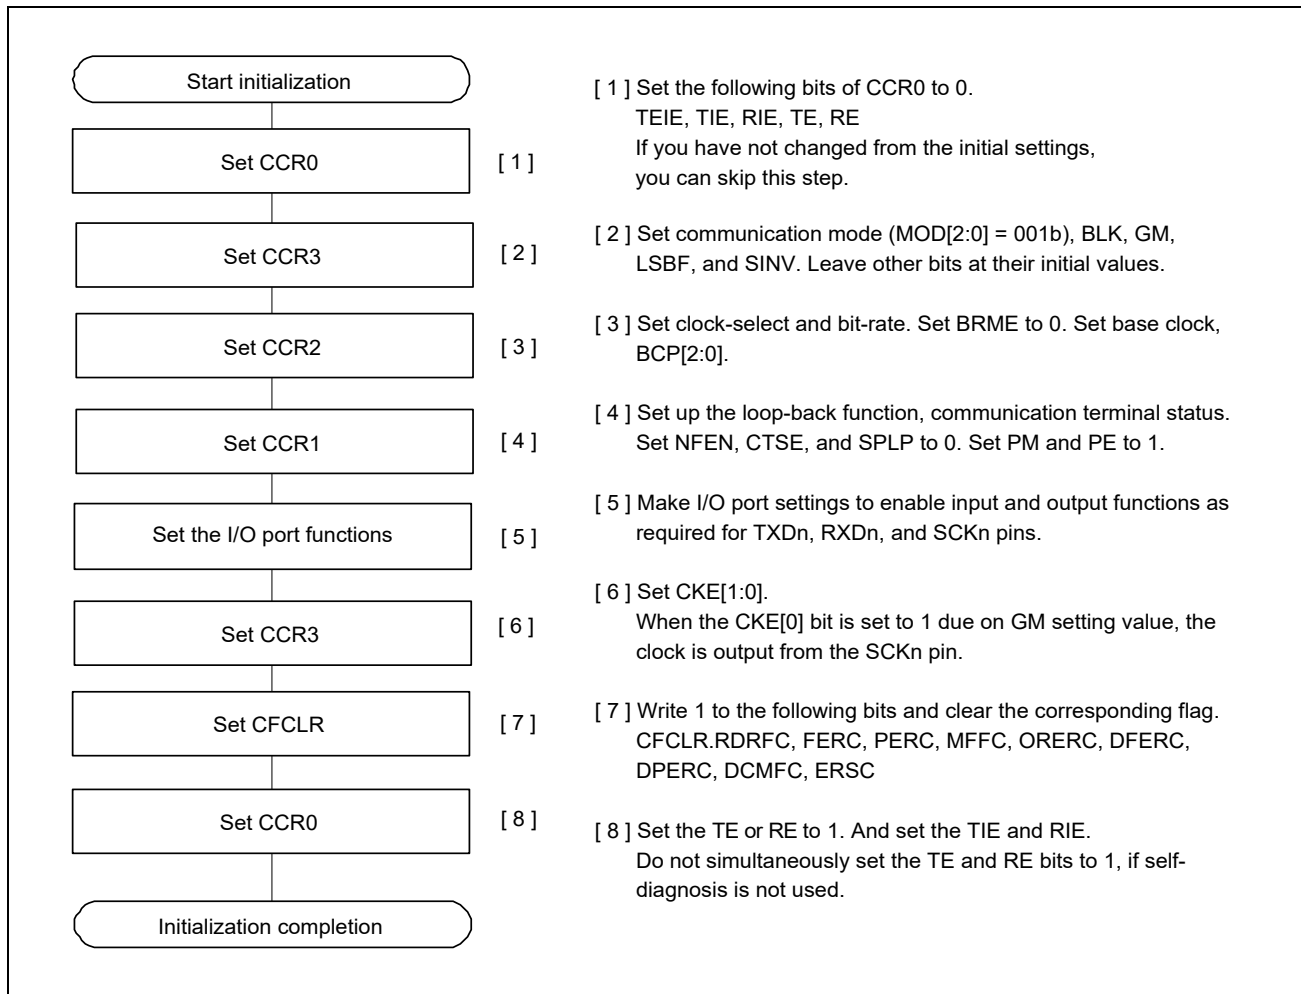 Start initialization
Set CCR0
[ 1 ]
Set CCR3
[ 2 ]
Set CCR2
[ 3 ]
Set CCR1
[ 4 ]
Set the I/O port functions
[ 5 ]
Set CCR3
[ 6 ]
Set CFCLR
[ 7 ]
Set CCR0
[ 8 ]
Initialization completion
[ 1 ] Set the following bits of CCR0 to 0.
TEIE, TIE, RIE, TE, RE
If you have not changed from the initial settings,
you can skip this step.
[ 2 ] Set communication mode (MOD[2:0] = 001b), BLK, GM,
LSBF, and SINV. Leave other bits at their initial values.
[ 3 ] Set clock-select and bit-rate. Set BRME to 0. Set base clock,
BCP[2:0].
[ 4 ] Set up the loop-back function, communication terminal status.
Set NFEN, CTSE, and SPLP to 0. Set PM and PE to 1.
[ 5 ] Make I/O port settings to enable input and output functions as
required for TXDn, RXDn, and SCKn pins.
[ 6 ] Set CKE[1:0].
When the CKE[0] bit is set to 1 due on GM setting value, the
clock is output from the SCKn pin.
[ 7 ] Write 1 to the following bits and clear the corresponding flag.
CFCLR.RDRFC, FERC, PERC, MFFC, ORERC, DFERC,
DPERC, DCMFC, ERSC
[ 8 ] Set the TE or RE to 1. And set the TIE and RIE.
Do not simultaneously set the TE and RE bits to 1, if self-
diagnosis is not used.